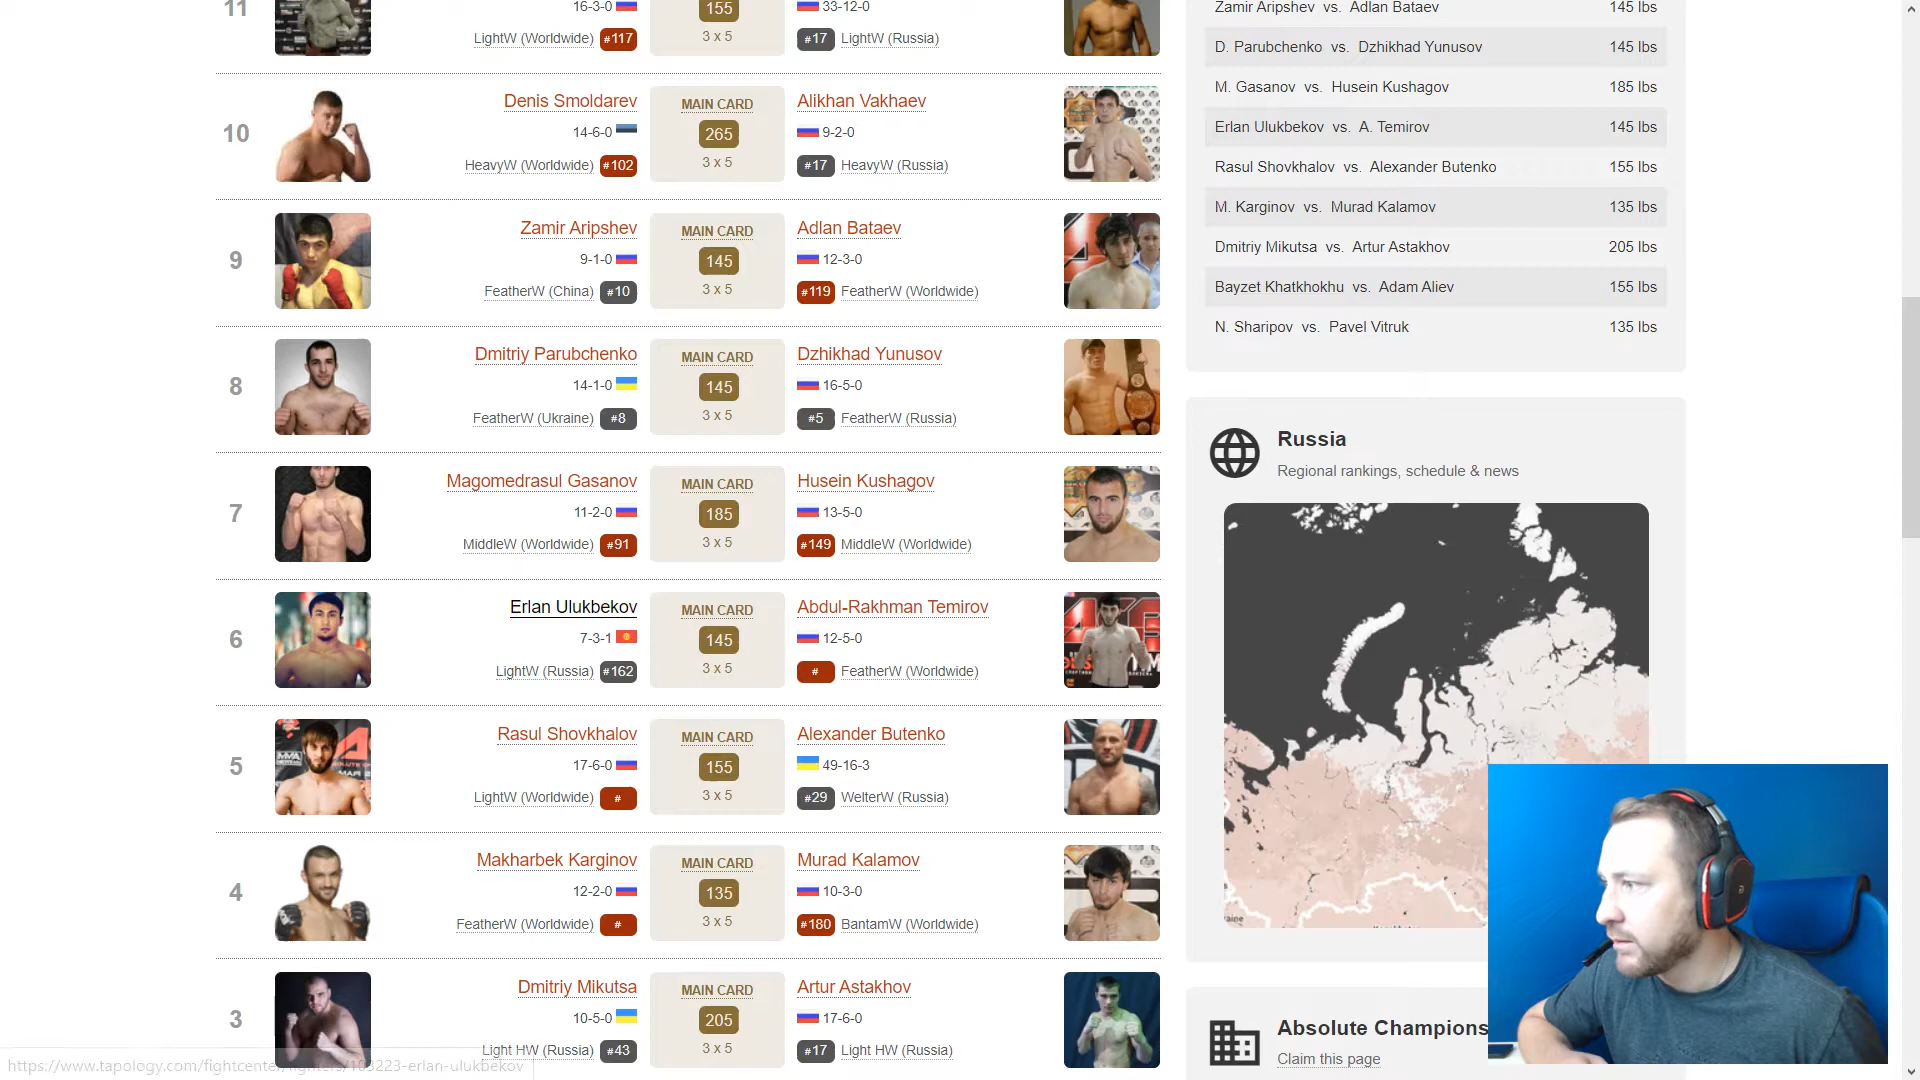 11
16-3-0
155
33-12-0
LightW (Worldwide) #117
3 x 5
#17 LightW (Russia)
10
Denis Smoldarev
MAIN CARD
Alikhan Vakhaev
14-6-0
265
9-2-0
HeavyW (Worldwide) #102
3 x 5
#17 HeavyW (Russia)
9
Zamir Aripshev
MAIN CARD
Adlan Bataev
9-1-0
145
12-3-0
FeatherW (China) #10
3 x 5
#119 FeatherW (Worldwide)
8
Dmitriy Parubchenko
MAIN CARD
Dzhikhad Yunusov
14-1-0
145
16-5-0
FeatherW (Ukraine) #8
3 x 5
#5 FeatherW (Russia)
7
Magomedrasul Gasanov
MAIN CARD
Husein Kushagov
11-2-0
185
13-5-0
MiddleW (Worldwide) #91
3 x 5
#149 MiddleW (Worldwide)
6
Erlan Ulukbekov
MAIN CARD
Abdul-Rakhman Temirov
7-3-1
145
12-5-0
LightW (Russia) #162
3 x 5
# FeatherW (Worldwide)
5
Rasul Shovkhalov
MAIN CARD
Alexander Butenko
17-6-0
155
49-16-3
LightW (Worldwide) #
3 x 5
#29 WelterW (Russia)
4
Makharbek Karginov
MAIN CARD
Murad Kalamov
12-2-0
135
10-3-0
FeatherW (Worldwide) #
3 x 5
#180 BantamW (Worldwide)
3
Dmitriy Mikutsa
MAIN CARD
Artur Astakhov
10-5-0
205
17-6-0
Light HW (Russia) #43
3 x 5
#17 Light HW (Russia)
https://www.tapology.com/fightcenter/fighters/103223-erlan-ulukbekov
Zamir Aripshev vs. Adlan Bataev 145 lbs
D. Parubchenko vs. Dzhikhad Yunusov 145 lbs
M. Gasanov vs. Husein Kushagov 185 lbs
Erlan Ulukbekov vs. A. Temirov 145 lbs
Rasul Shovkhalov vs. Alexander Butenko 155 lbs
M. Karginov vs. Murad Kalamov 135 lbs
Dmitriy Mikutsa vs. Artur Astakhov 205 lbs
Bayzet Khatkhokhu vs. Adam Aliev 155 lbs
N. Sharipov vs. Pavel Vitruk 135 lbs
Russia
Regional rankings, schedule & news
raine
Absolute Champions
Claim this page